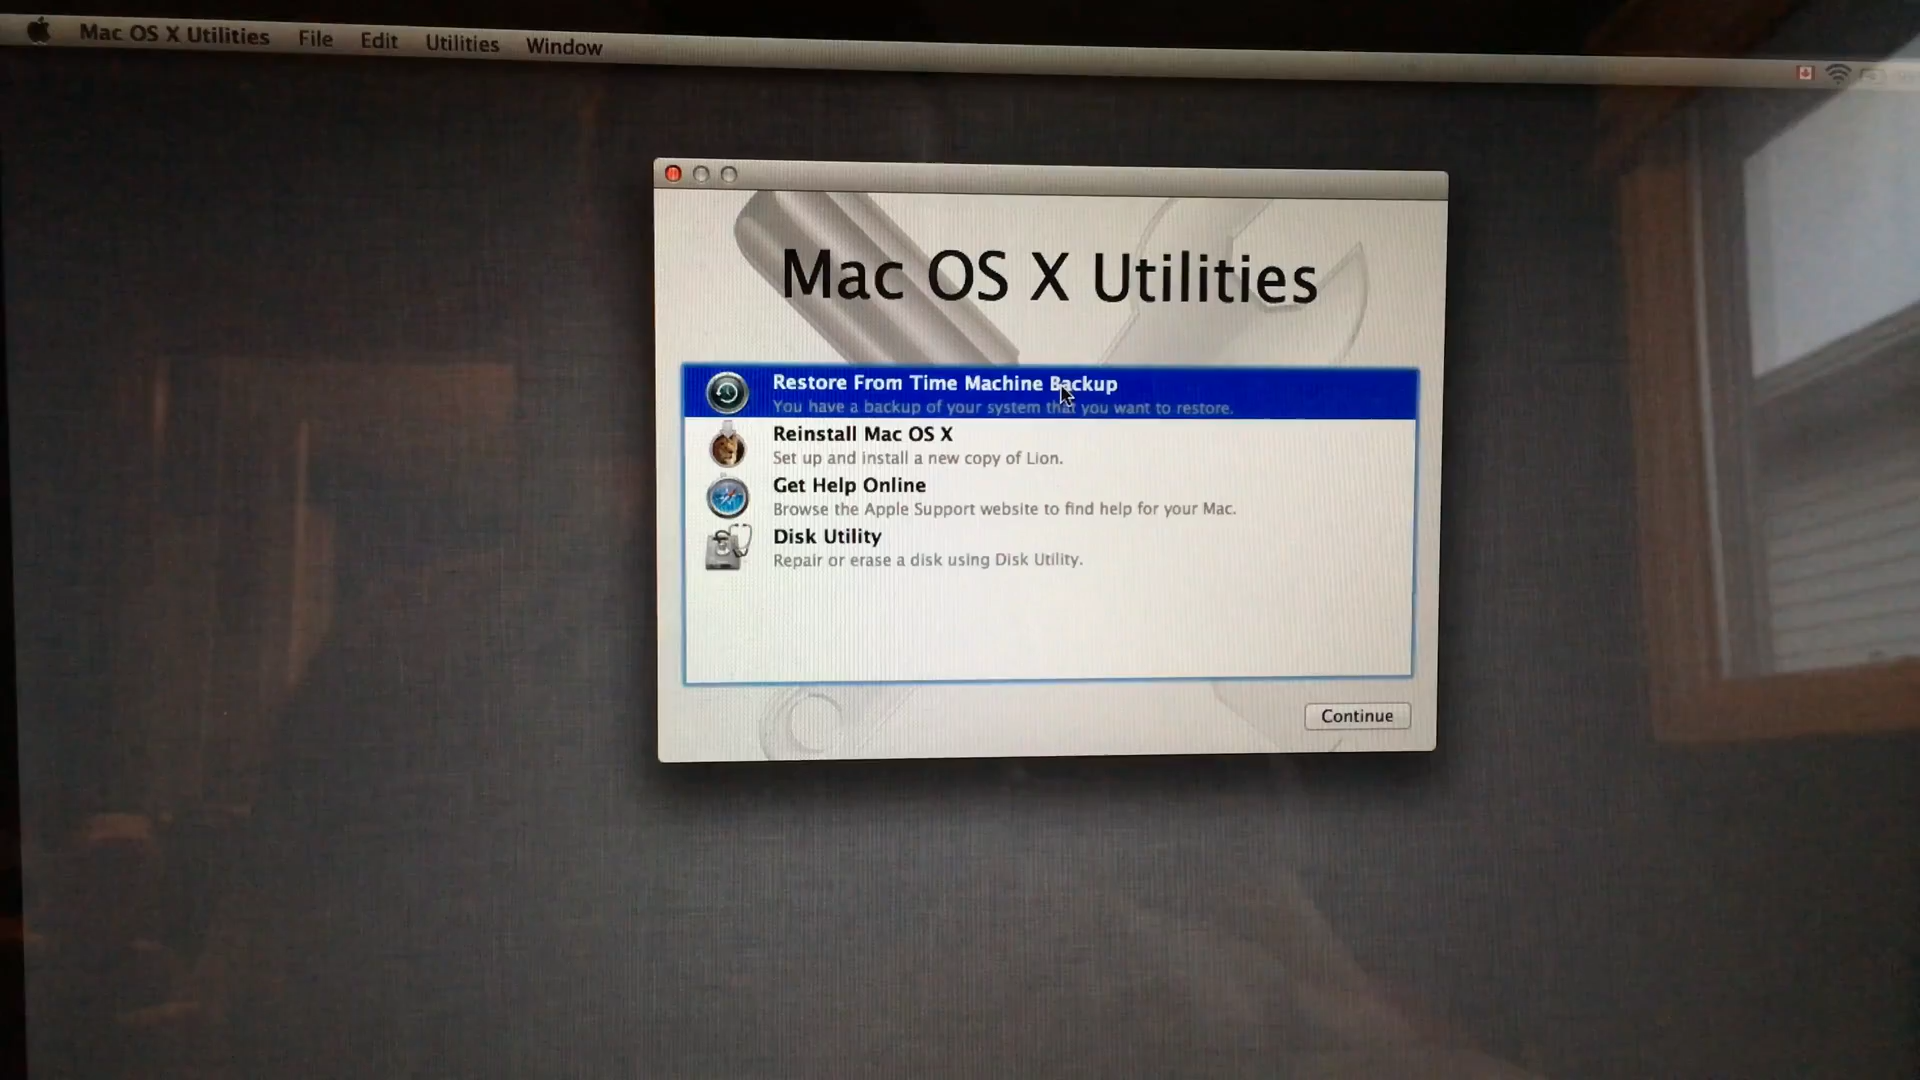 Mac OS X Utilities File Edit Utilities Window
Mac OS X Utilities
Restore From Time Machine Backup
You have a backup of your system that you want to restore.
Reinstall Mac OS X
Set up and install a new copy of Lion.
Get Help Online
Browse the Apple Support website to find help for your Mac.
Disk Utility
Repair or erase a disk using Disk Utility.
Continue